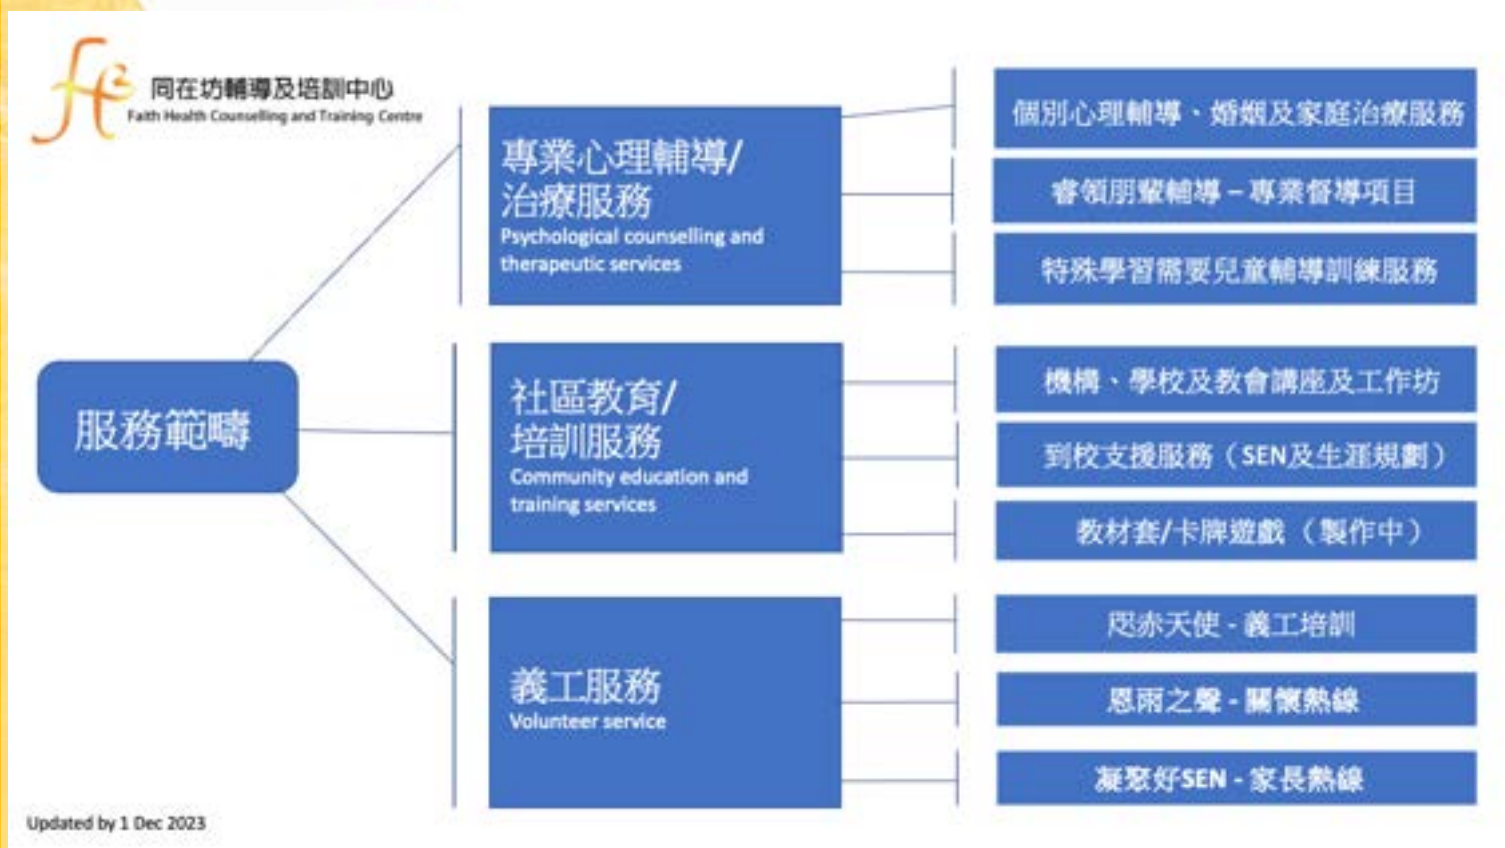 同在坊輔導及培訓中心
Faith Health Counselling and Training Centre
服務範疇
專業心理輔導/
治療服務
Psychological counselling and
therapeutic services
個別心理輔導、婚姻及家庭治療服務
睿領朋輩輔導 – 專業督導項目
特殊學習需要兒童輔導訓練服務
社區教育/
培訓服務
Community education and
training services
機構、學校及教會講座及工作坊
到校支援服務（SEN及生涯規劃）
教材套/卡牌遊戲（製作中）
義工服務
Volunteer service
咫赤天使 - 義工培訓
恩雨之聲 - 關懷熱線
凝聚好SEN - 家長熱線
Updated by 1 Dec 2023